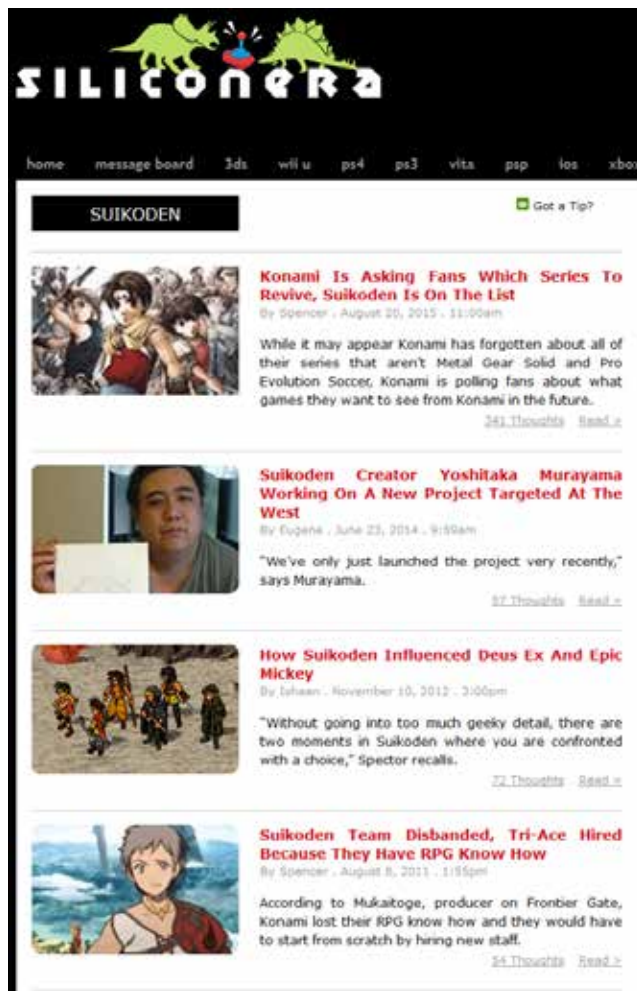 SILICONERA
home message board 3ds wii u ps4 ps3 vita psp ios xbox
SUIKODEN
Got a Tip?
Konami Is Asking Fans Which Series To
Revive, Suikoden Is On The List
By Spencer . August 20, 2015 . 11:00am
While it may appear Konami has forgotten about all of
their series that aren't Metal Gear Solid and Pro
Evolution Soccer, Konami is polling fans about what
games they want to see from Konami in the future.
341 Thoughts Read »
Suikoden Creator Yoshitaka Murayama
Working On A New Project Targeted At The
West
By Eugene . June 23, 2014 . 9:59am
"We've only just launched the project very recently,"
says Murayama.
57 Thoughts Read »
How Suikoden Influenced Deus Ex And Epic
Mickey
By Ishaan . November 10, 2012 . 3:00pm
"Without going into too much geeky detail, there are
two moments in Suikoden where you are confronted
with a choice," Spector recalls.
72 Thoughts Read »
Suikoden Team Disbanded, Tri-Ace Hired
Because They Have RPG Know How
By Spencer . August 8, 2011 . 1:55pm
According to Mukaitoge, producer on Frontier Gate,
Konami lost their RPG know how and they would have
to start from scratch by hiring new staff.
54 Thoughts Read »